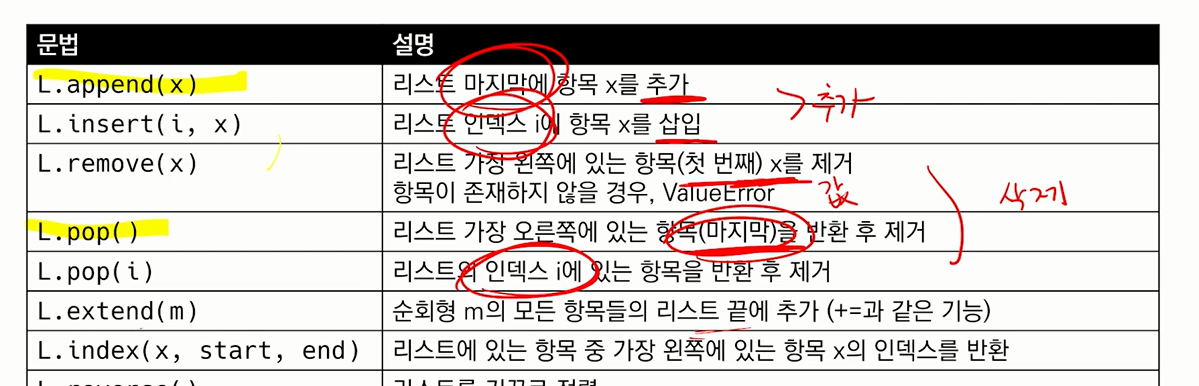 문법 설명
L.append(x) 리스트 마지막에 항목 x를 추가
L.insert(i, x) 리스트 인덱스 i에 항목 x를 삽입
추가
L.remove(x) 리스트 가장 왼쪽에 있는 항목(첫 번째) x를 제거
항목이 존재하지 않을 경우, ValueError
값
삭제
L.pop() 리스트 가장 오른쪽에 있는 항목(마지막)을 반환 후 제거
L.pop(i) 리스트의 인덱스 i에 있는 항목을 반환 후 제거
L.extend(m) 순회형 m의 모든 항목들의 리스트 끝에 추가 (+=과 같은 기능)
L.index(x, start, end) 리스트에 있는 항목 중 가장 왼쪽에 있는 항목 x의 인덱스를 반환